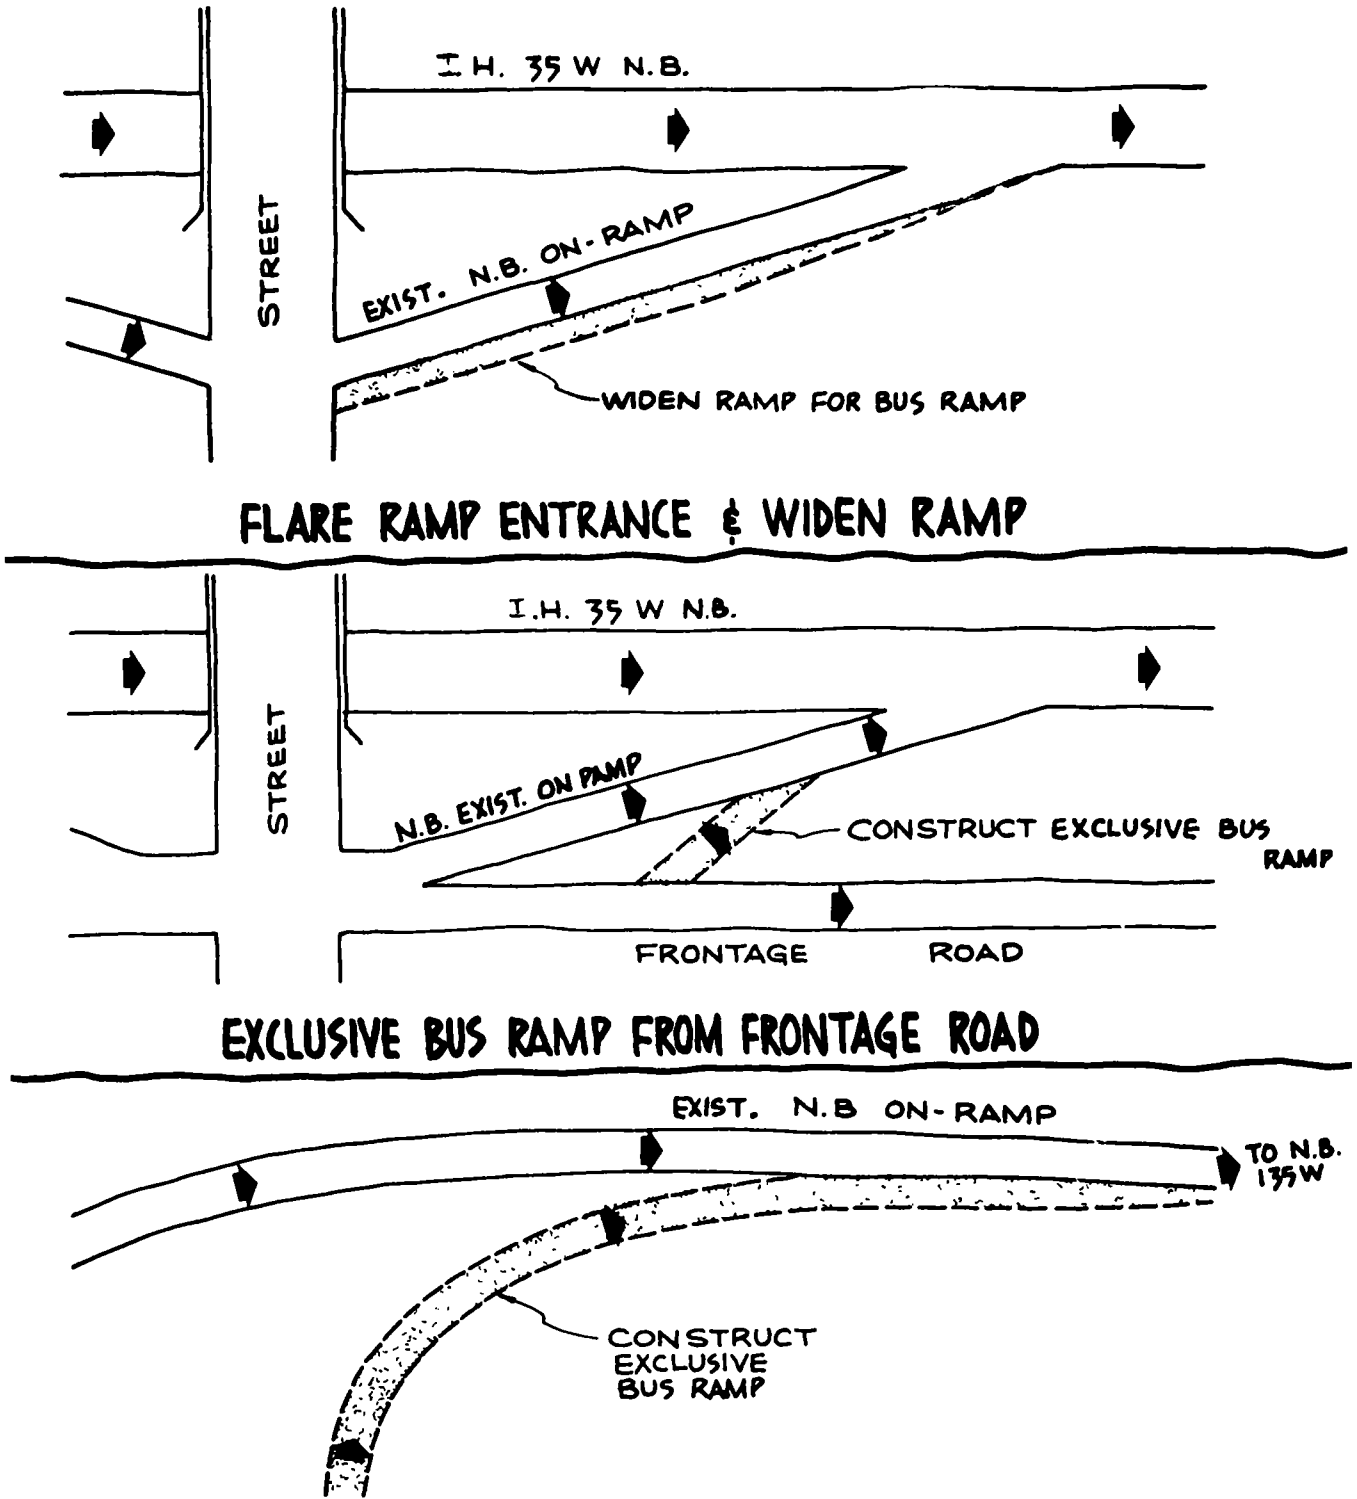 I H. 35 W N.B.
STREET
EXIST. N.B. ON-RAMP
WIDEN RAMP FOR BUS RAMP
FLARE RAMP ENTRANCE & WIDEN RAMP
I.H. 35 W N.B.
STREET
N.B. EXIST. ON PAMP
CONSTRUCT EXCLUSIVE BUS
RAMP
FRONTAGE ROAD
EXCLUSIVE BUS RAMP FROM FRONTAGE ROAD
EXIST. N.B ON-RAMP
TO N.B.
135W
CONSTRUCT
EXCLUSIVE
BUS RAMP